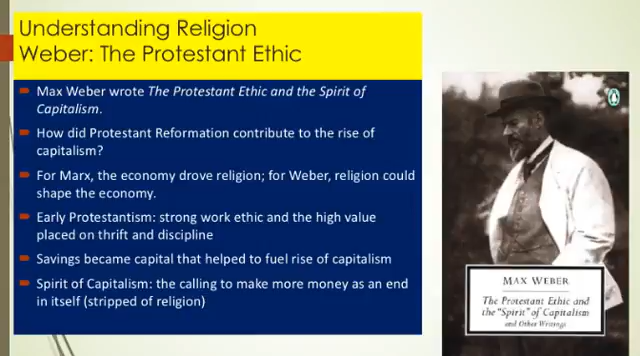 Understanding Religion
Weber: The Protestant Ethic
Max Weber wrote The Protestant Ethic and the Spirit of
Capitalism.
How did Protestant Reformation contribute to the rise of
capitalism?
For Marx, the economy drove religion; for Weber, religion could
shape the economy.
Early Protestantism: strong work ethic and the high value
placed on thrift and discipline
Savings became capital that helped to fuel rise of capitalism
Spirit of Capitalism: the calling to make more money as an end
in itself (stripped of religion)
MAX WEBER
The Protestant Ethic and
the "Spirit" of Capitalism
and Other Writings